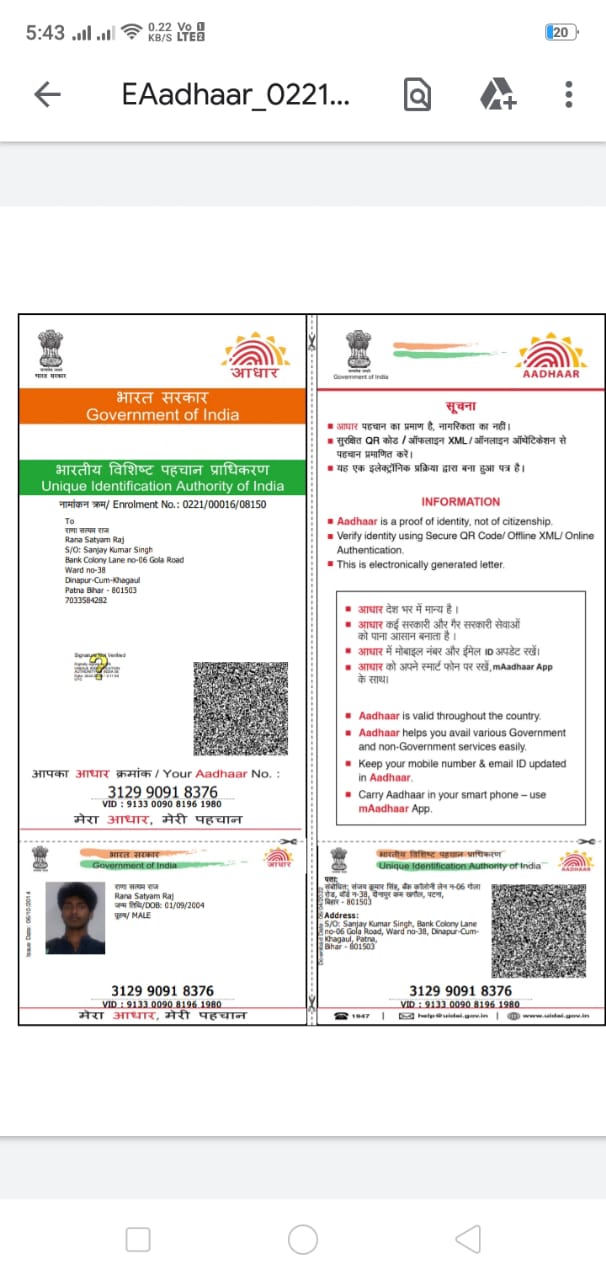 5:43 0.22 KB/S Vo LTE 20
EAadhaar_0221...
भारत सरकार
आधार
भारत सरकार
Government of India
भारतीय विशिष्ट पहचान प्राधिकरण
Unique Identification Authority of India
नामांकन क्रम/ Enrolment No.: 0221/00016/08150
To
राणा सत्यम राज
Rana Satyam Raj
S/O: Sanjay Kumar Singh
Bank Colony Lane no-06 Gola Road
Ward no-38
Dinapur-Cum-Khagaul
Patna Bihar - 801503
7033584282
Signature Not Verified
आपका आधार क्रमांक / Your Aadhaar No. :
3129 9091 8376
VID : 9133 0090 8196 1980
मेरा आधार, मेरी पहचान
Government of India
AADHAAR
सूचना
आधार पहचान का प्रमाण है, नागरिकता का नहीं।
सुरक्षित QR कोड / ऑफलाइन XML / ऑनलाइन ऑथेंटिकेशन से
पहचान प्रमाणित करें।
यह एक इलेक्ट्रॉनिक प्रक्रिया द्वारा बना हुआ पत्र है।
INFORMATION
Aadhaar is a proof of identity, not of citizenship.
Verify identity using Secure QR Code/ Offline XML/ Online
Authentication.
This is electronically generated letter.
आधार देश भर में मान्य है।
आधार कई सरकारी और गैर सरकारी सेवाओं
को पाना आसान बनाता है।
आधार में मोबाइल नंबर और ईमेल ID अपडेट रखें।
आधार को अपने स्मार्ट फोन पर रखें, mAadhaar App
के साथ।
Aadhaar is valid throughout the country.
Aadhaar helps you avail various Government
and non-Government services easily.
Keep your mobile number & email ID updated
in Aadhaar.
Carry Aadhaar in your smart phone – use
mAadhaar App.
भारत सरकार
Government of India
आधार
Issue Date: 06/10/2014
राणा सत्यम राज
Rana Satyam Raj
जन्म तिथि/DOB: 01/09/2004
पुरुष/ MALE
3129 9091 8376
VID : 9133 0090 8196 1980
मेरा आधार, मेरी पहचान
भारतीय विशिष्ट पहचान प्राधिकरण
Unique Identification Authority of India
AADHAAR
पता:
संबोधित: संजय कुमार सिंह, बैंक कॉलोनी लेन न-06 गोला
रोड, वॉर्ड न-38, दीनापुर कम खगौल, पटना,
बिहार - 801503
Address:
S/O: Sanjay Kumar Singh, Bank Colony Lane
no-06 Gola Road, Ward no-38, Dinapur-Cum-
Khagaul, Patna,
Bihar - 801503
3129 9091 8376
VID : 9133 0090 8196 1980
1947 | help@uidai.gov.in | www.uidai.gov.in